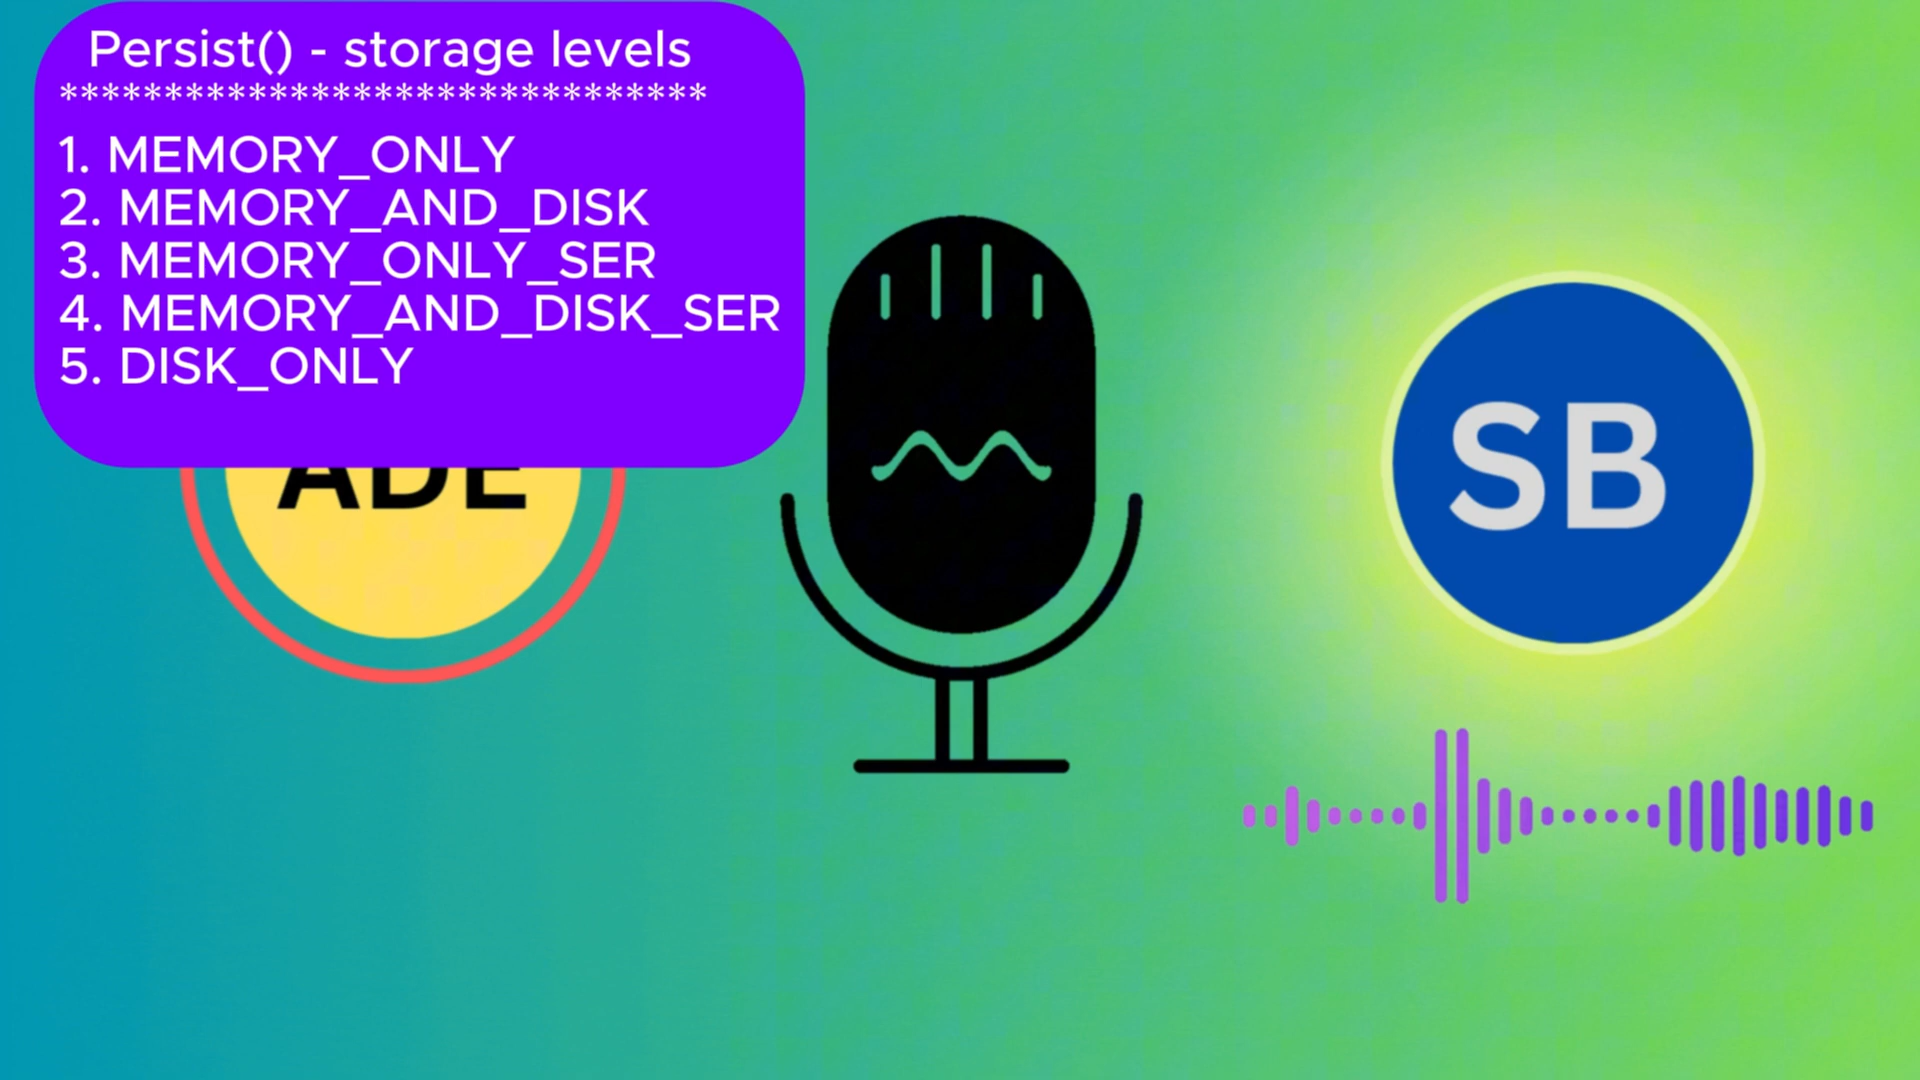 Persist() - storage levels
*******************************
1. MEMORY_ONLY
2. MEMORY_AND_DISK
3. MEMORY_ONLY_SER
4. MEMORY_AND_DISK_SER
5. DISK_ONLY
ADE
SB